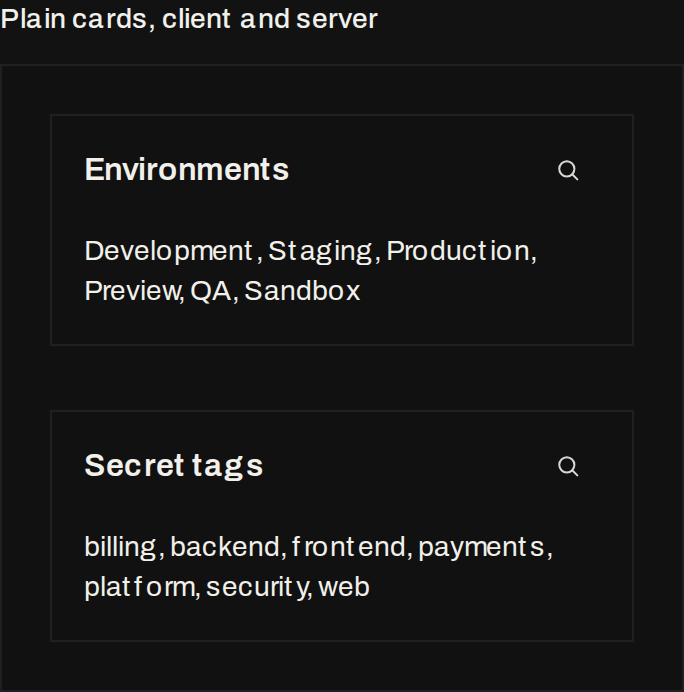 Plain cards, client and server
Environments
Development, Staging, Production,
Preview, QA, Sandbox
Secret tags
billing, backend, frontend, payments,
platform, security, web